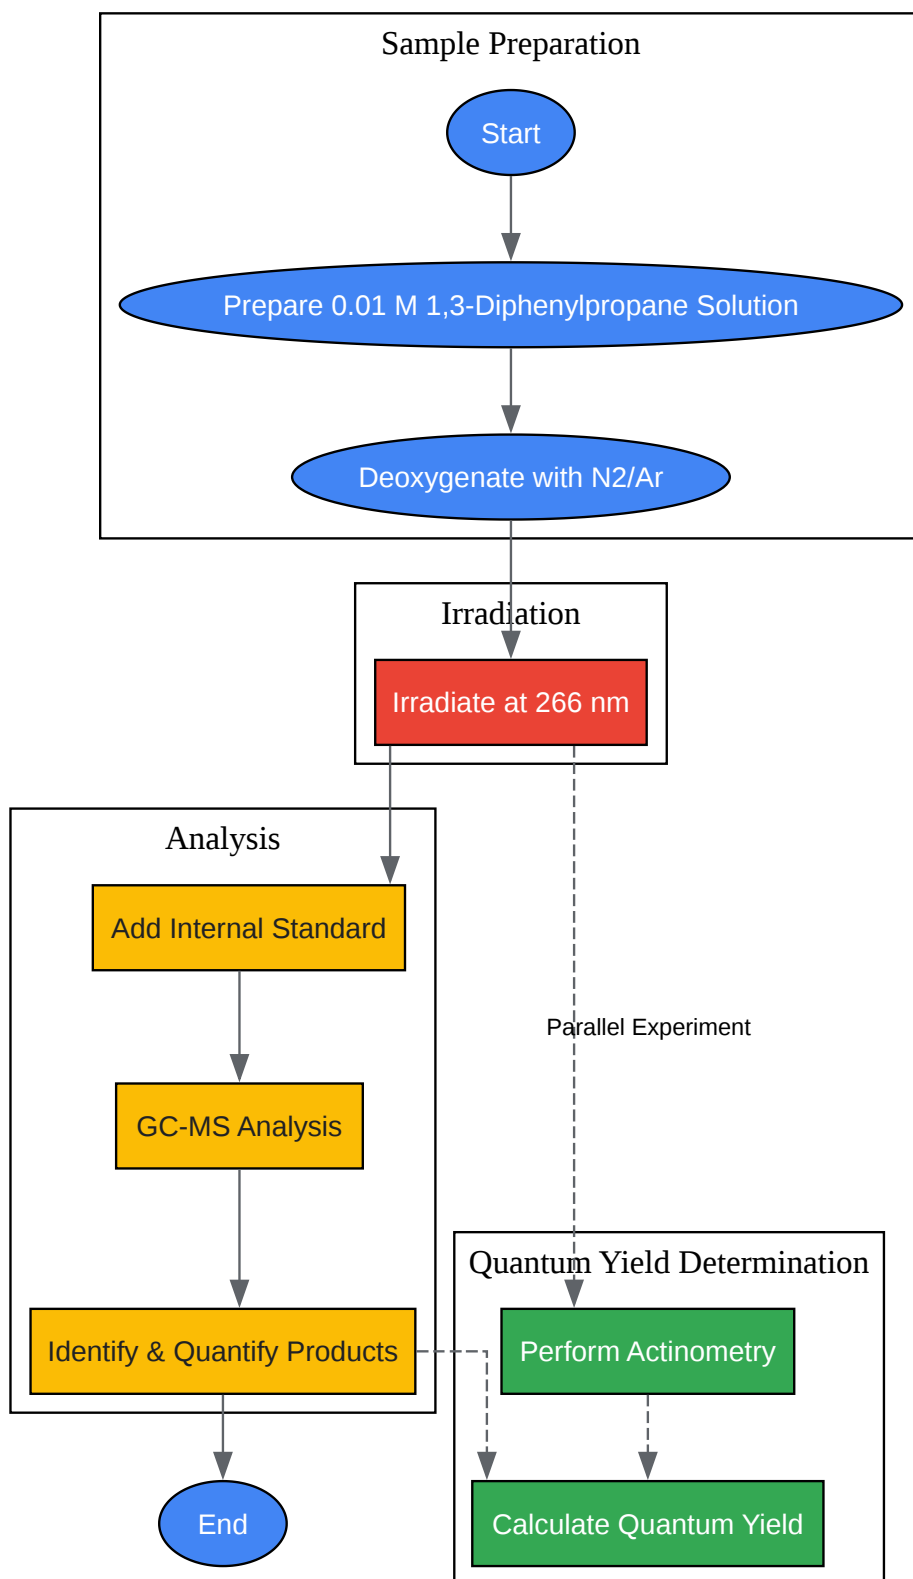 Sample Preparation
Start
Prepare 0.01 M 1,3-Diphenylpropane Solution
Deoxygenate with N2/Ar
Irradiation
Irradiate at 266 nm
Analysis
Add Internal Standard
Parallel Experiment
GC-MS Analysis
Quantum Yield Determination
Identify & Quantify Products
Perform Actinometry
End
Calculate Quantum Yield